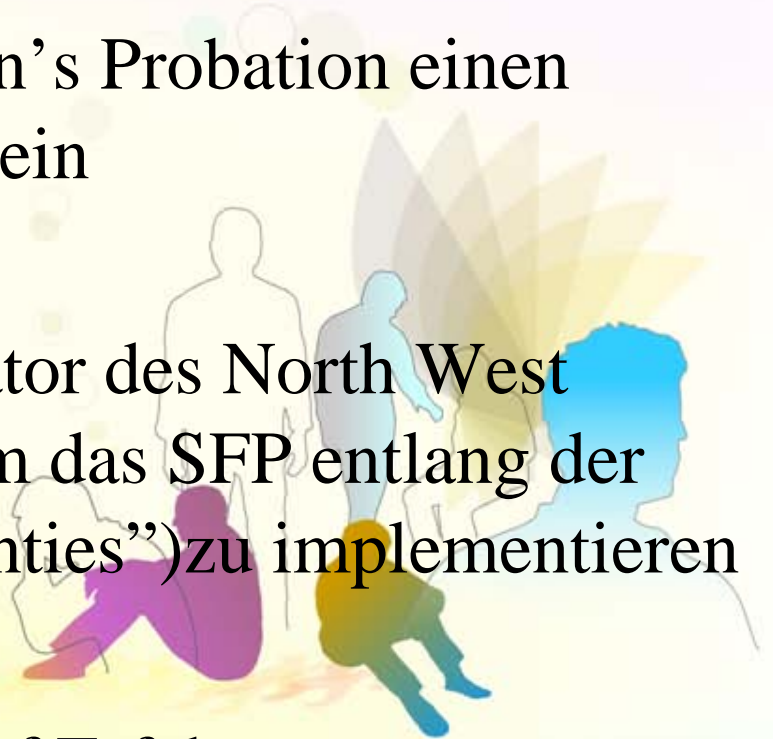 n’s Probation einen
ein
tor des North West
m das SFP entlang der
nties”)zu implementieren